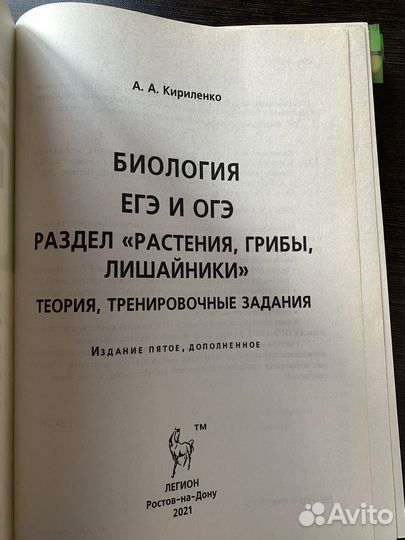 А. А. Кириленко
БИОЛОГИЯ
ЕГЭ И ОГЭ
РАЗДЕЛ «РАСТЕНИЯ, ГРИБЫ,
ЛИШАЙНИКИ»
ТЕОРИЯ, ТРЕНИРОВОЧНЫЕ ЗАДАНИЯ
Издание пятое, дополненное
TM
ЛЕГИОН
Ростов-на-Дону
2021
Avito